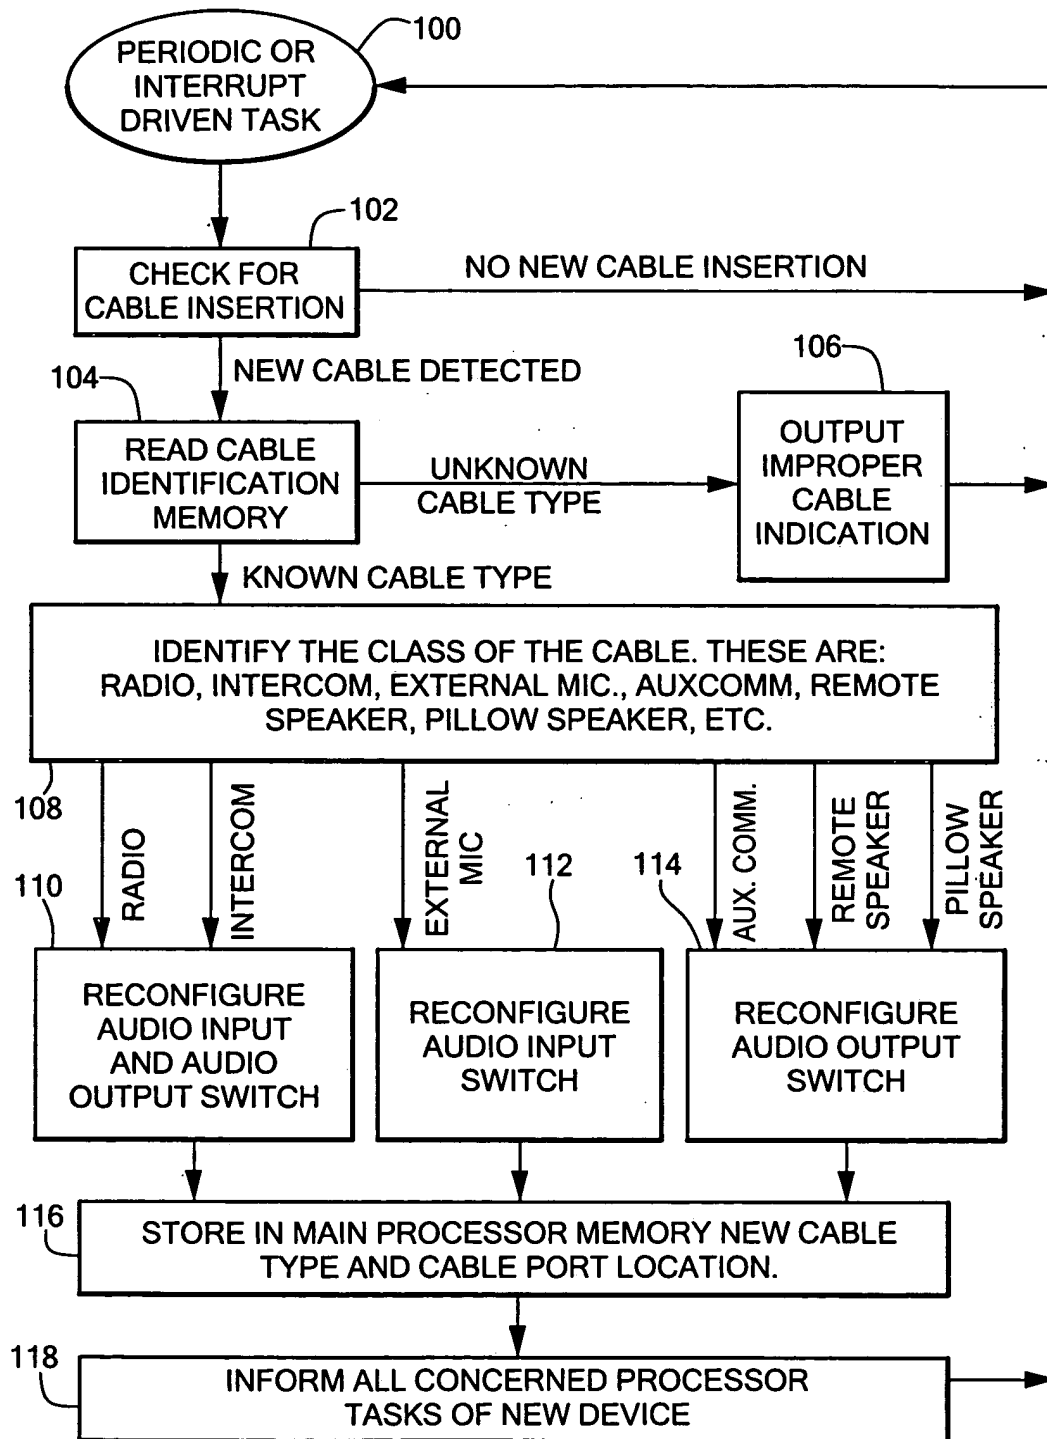 100
PERIODIC OR
INTERRUPT
DRIVEN TASK
102
CHECK FOR
CABLE INSERTION
NO NEW CABLE INSERTION
NEW CABLE DETECTED
104
READ CABLE
IDENTIFICATION
MEMORY
UNKNOWN
CABLE TYPE
106
OUTPUT
IMPROPER
CABLE
INDICATION
KNOWN CABLE TYPE
IDENTIFY THE CLASS OF THE CABLE. THESE ARE:
RADIO, INTERCOM, EXTERNAL MIC., AUXCOMM, REMOTE
SPEAKER, PILLOW SPEAKER, ETC.
108
RADIO
INTERCOM
EXTERNAL
MIC
AUX. COMM.
REMOTE
SPEAKER
PILLOW
SPEAKER
110
RECONFIGURE
AUDIO INPUT
AND AUDIO
OUTPUT SWITCH
112
RECONFIGURE
AUDIO INPUT
SWITCH
114
RECONFIGURE
AUDIO OUTPUT
SWITCH
116
STORE IN MAIN PROCESSOR MEMORY NEW CABLE
TYPE AND CABLE PORT LOCATION.
118
INFORM ALL CONCERNED PROCESSOR
TASKS OF NEW DEVICE